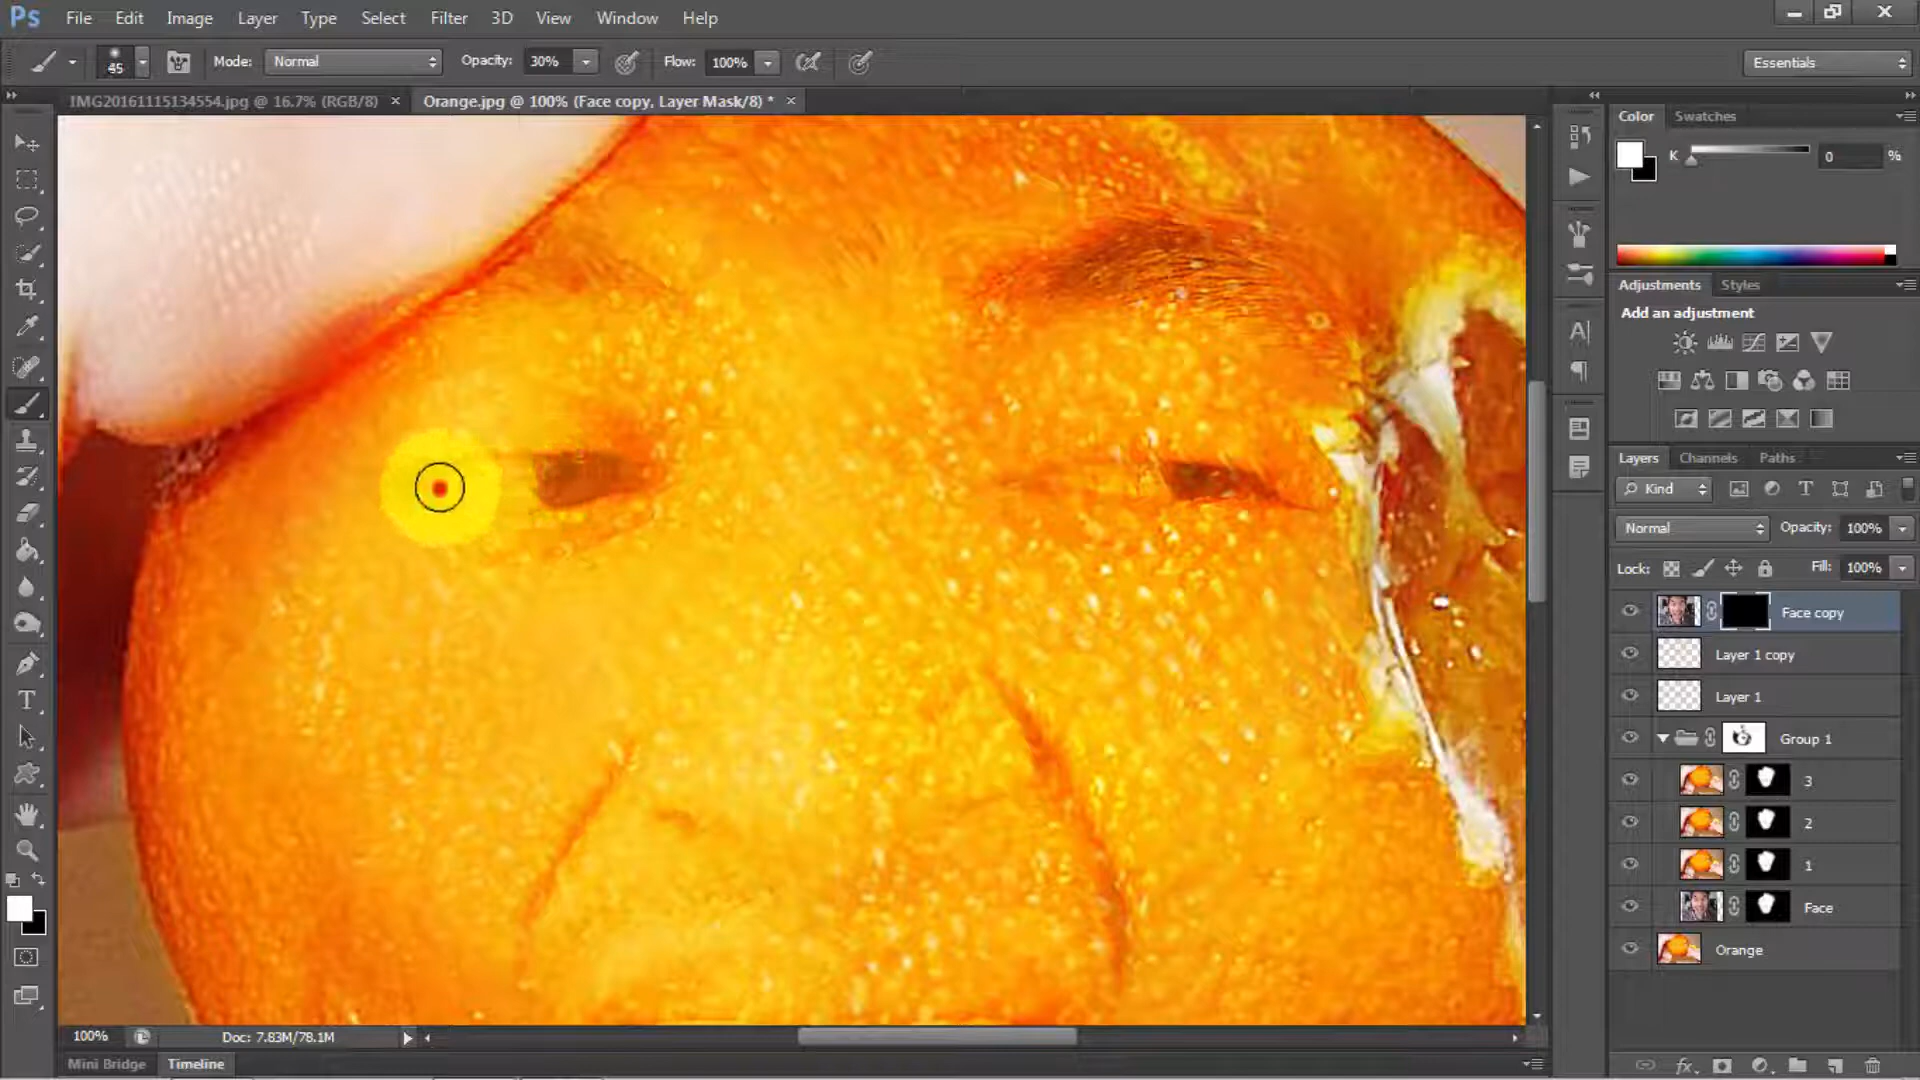 Ps File Edit Image Layer Type Select Filter 3D View Window Help
45 Mode: Normal Opacity: 30% Flow: 100% Essentials
IMG20161115134554.jpg @ 16.7% (RGB/8) × Orange.jpg @ 100% (Face copy, Layer Mask/8) * ×
Color Swatches
K 0 %
Adjustments Styles
Add an adjustment
Layers Channels Paths
Kind
Normal Opacity: 100%
Lock: Fill: 100%
Face copy
Layer 1 copy
Layer 1
Group 1
3
2
1
Face
Orange
100% Doc: 7.83M/78.1M
Mini Bridge Timeline